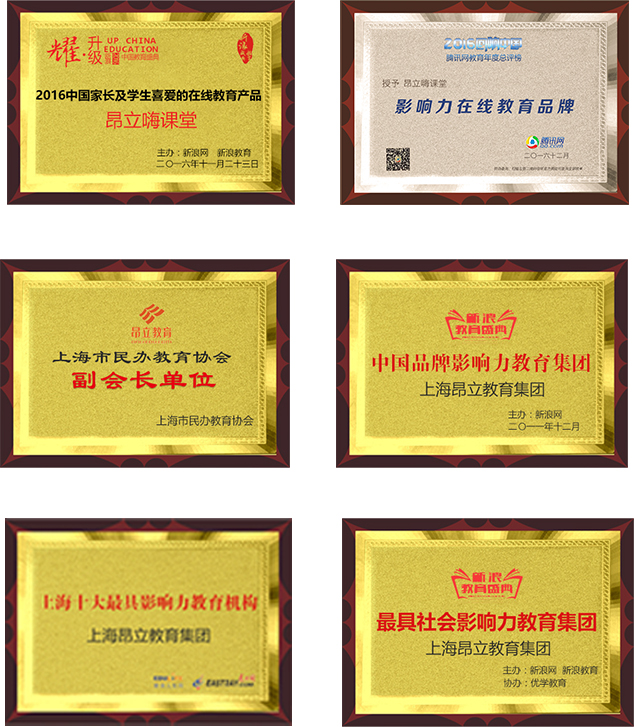 耀·升级
UP CHINA
EDUCATION
中国教育盛典
2016中国家长及学生喜爱的在线教育产品
昂立嗨课堂
主办：新浪网 新浪教育
二〇一六年十一月二十三日
2016回响中国
腾讯网教育年度总评榜
授予 昂立嗨课堂
影响力在线教育品牌
腾讯网
QQ.com
二〇一六十二月
昂立教育
上海市民办教育协会
副会长单位
上海市民办教育协会
新浪
教育盛典
中国品牌影响力教育集团
上海昂立教育集团
主办：新浪网
二〇一一年十二月
上海十大最具影响力教育机构
上海昂立教育集团
EASTDAY.COM
新浪
教育盛典
最具社会影响力教育集团
上海昂立教育集团
主办：新浪网 新浪教育
协办：优学教育